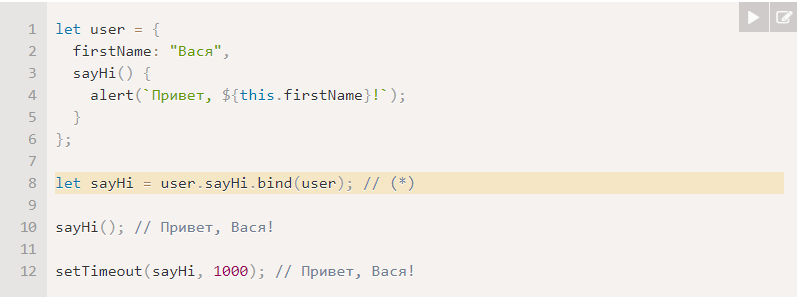 1 let user = {
2   firstName: "Вася",
3   sayHi() {
4     alert(`Привет, ${this.firstName}!`);
5   }
6 };
7
8 let sayHi = user.sayHi.bind(user); // (*)
9
10 sayHi(); // Привет, Вася!
11
12 setTimeout(sayHi, 1000); // Привет, Вася!